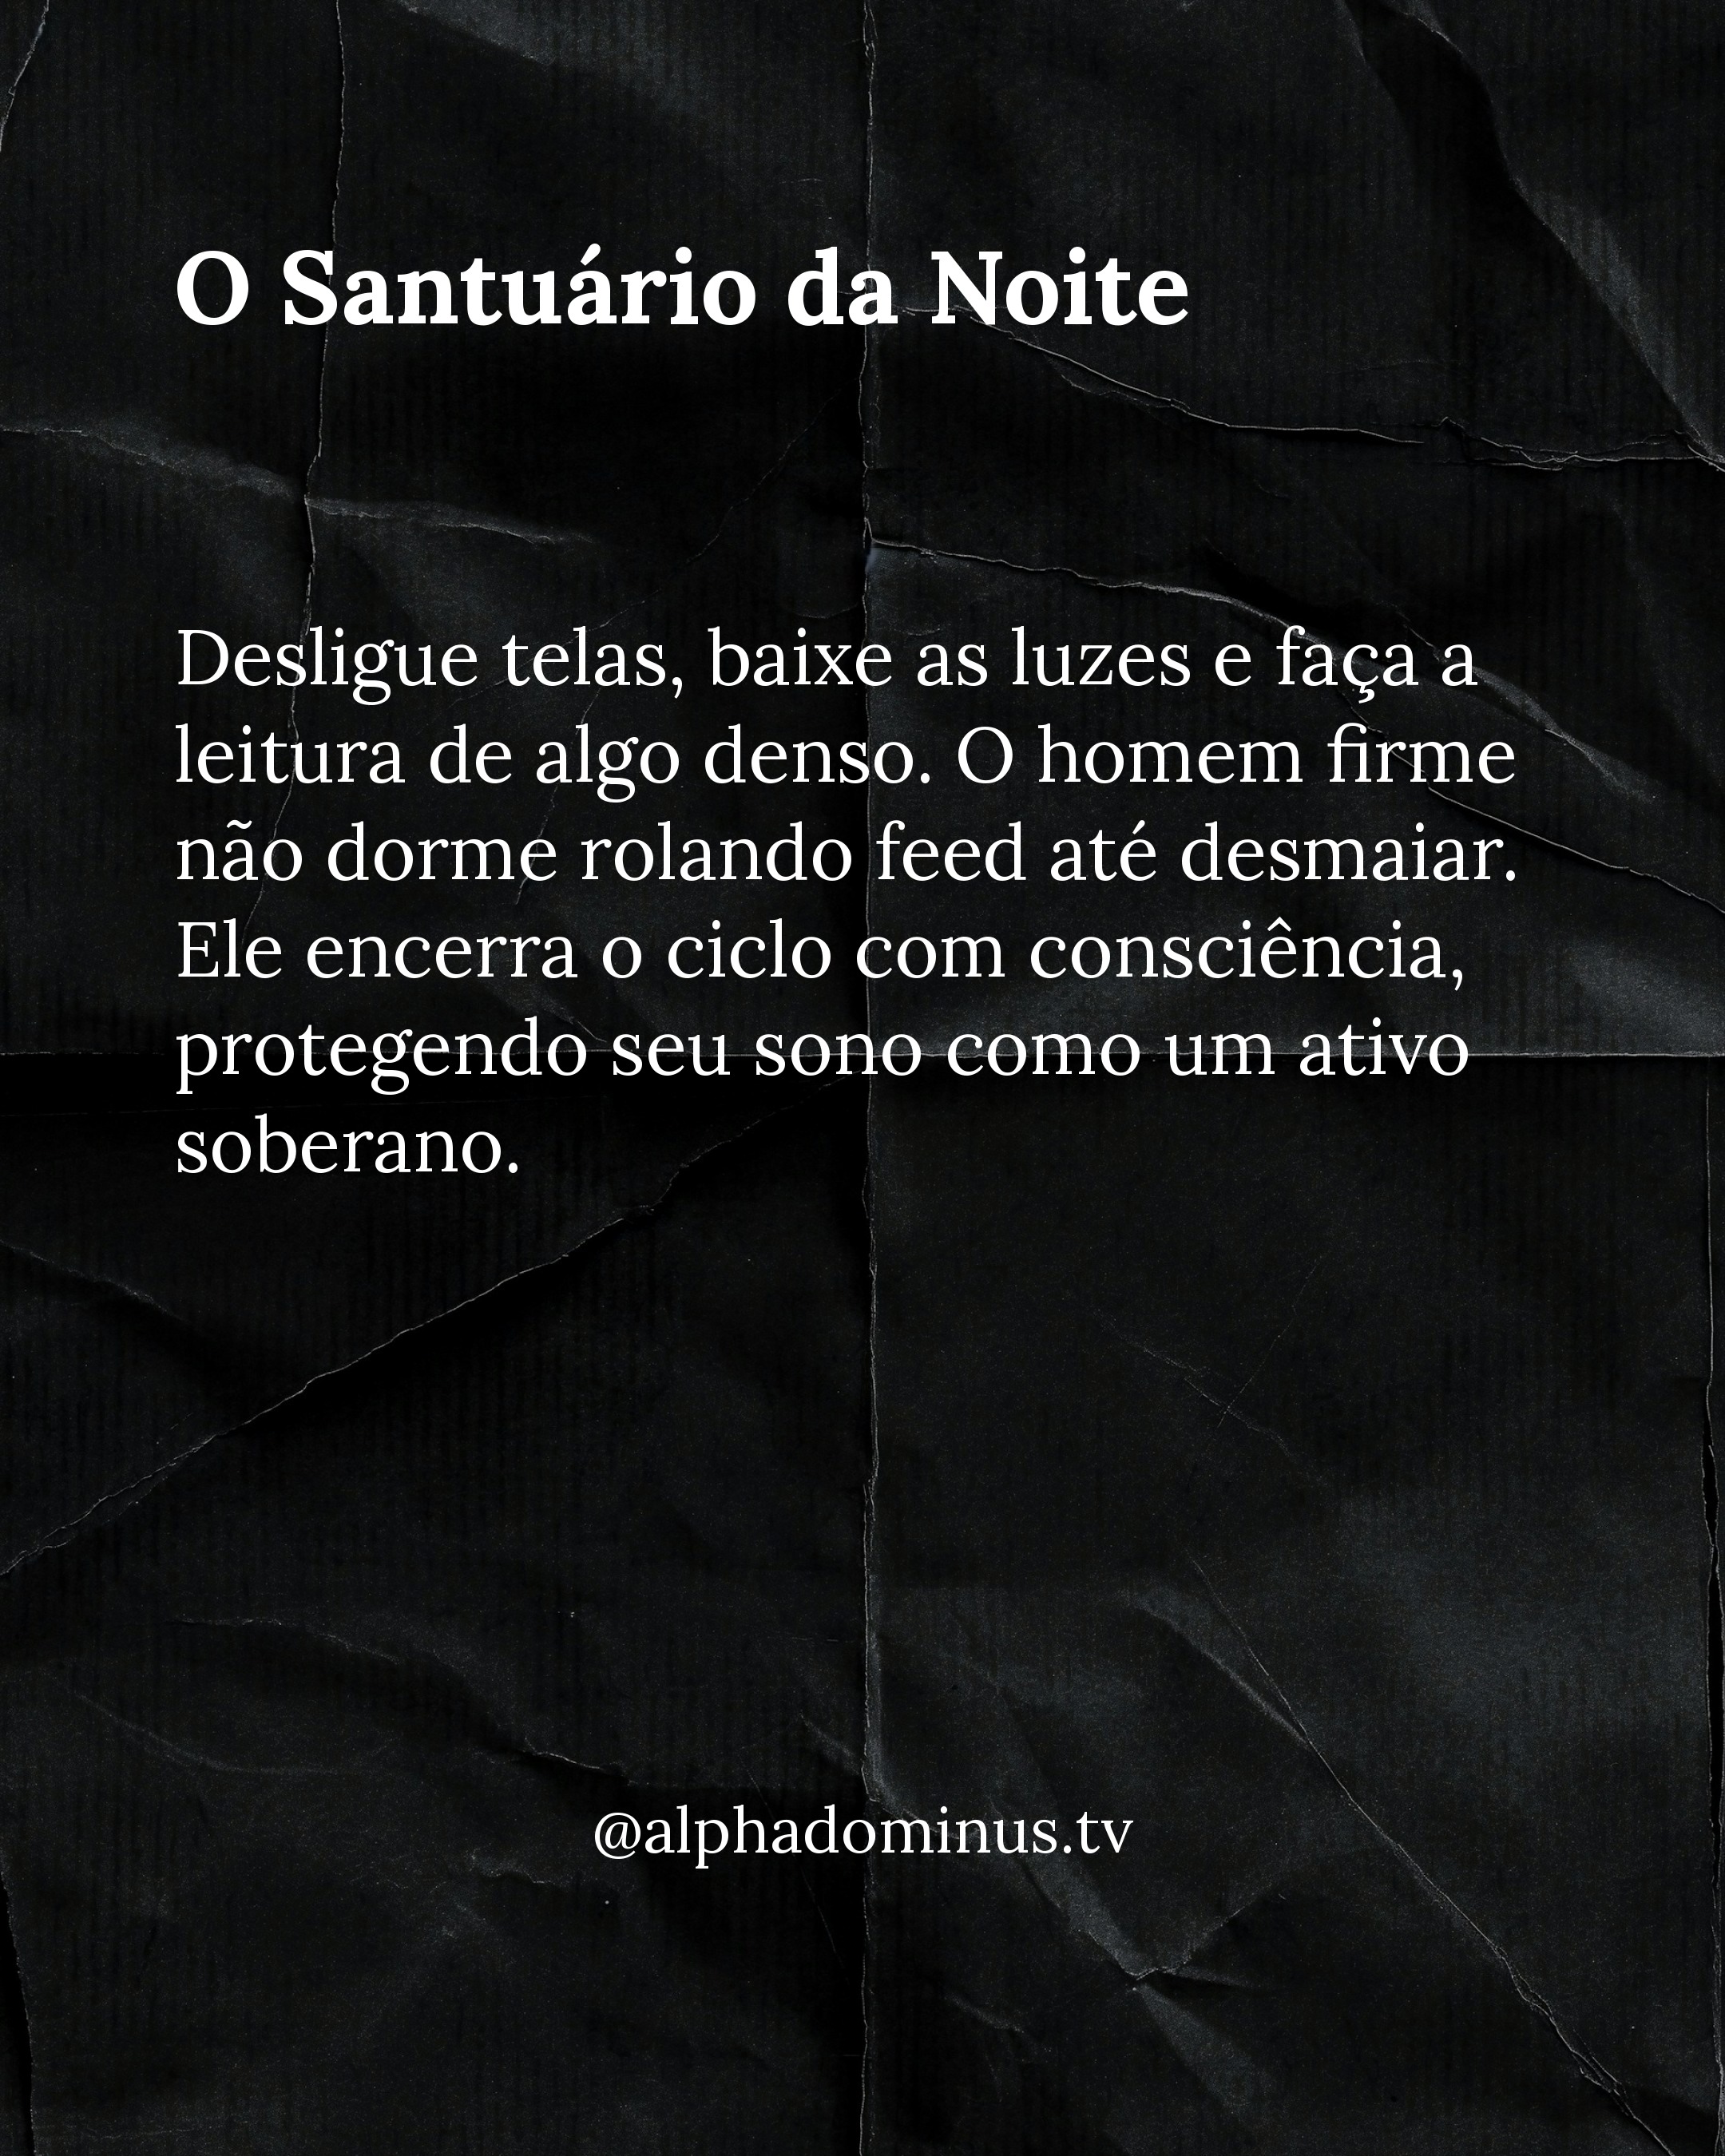 O Santuário da Noite
Desligue telas, baixe as luzes e faça a
leitura de algo denso. O homem firme
não dorme rolando feed até desmaiar.
Ele encerra o ciclo com consciência,
protegendo seu sono como um ativo
soberano.
@alphadominus.tv